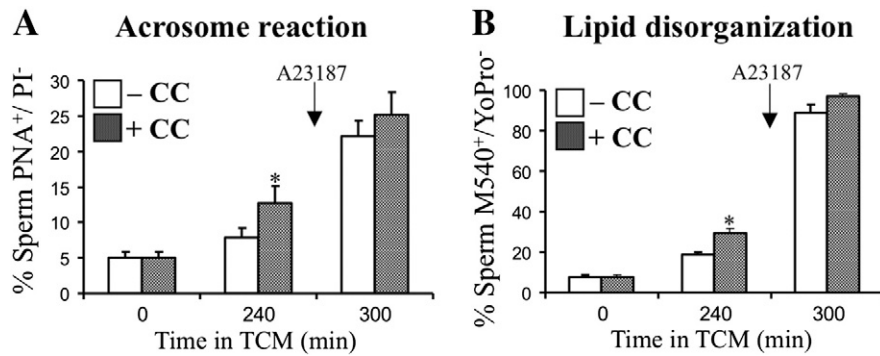 A Acrosome reaction
% Sperm PNA⁺/ PI⁻
30
25
20
15
10
5
0
– CC
+ CC
A23187
*
0 240 300
Time in TCM (min)
B Lipid disorganization
% Sperm M540⁺/YoPro⁻
100
80
60
40
20
0
– CC
+ CC
A23187
*
0 240 300
Time in TCM (min)